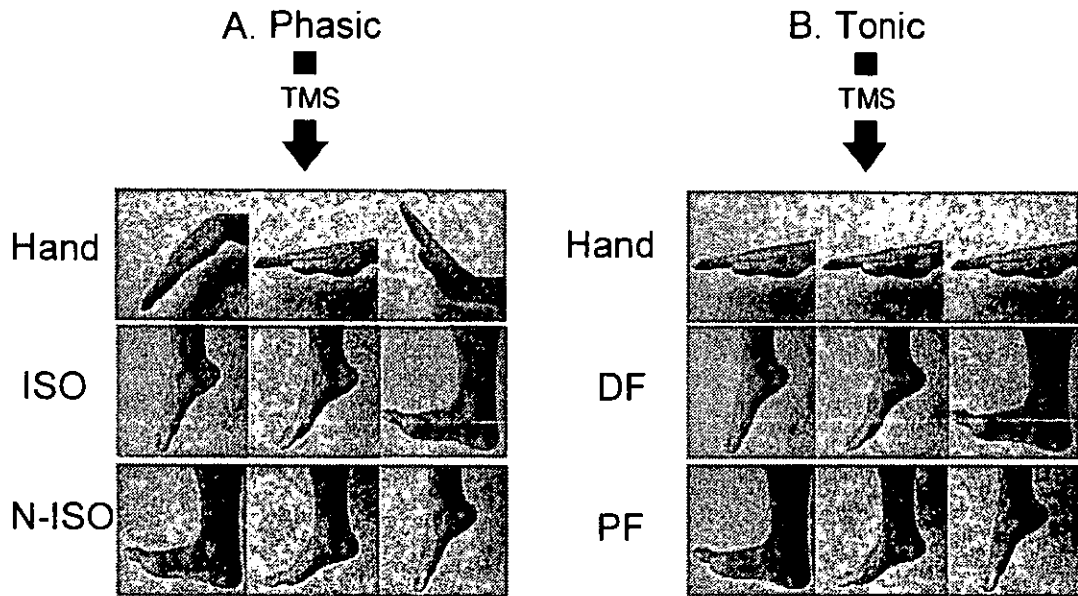 A. Phasic
TMS
Hand
ISO
N-ISO
B. Tonic
TMS
Hand
DF
PF